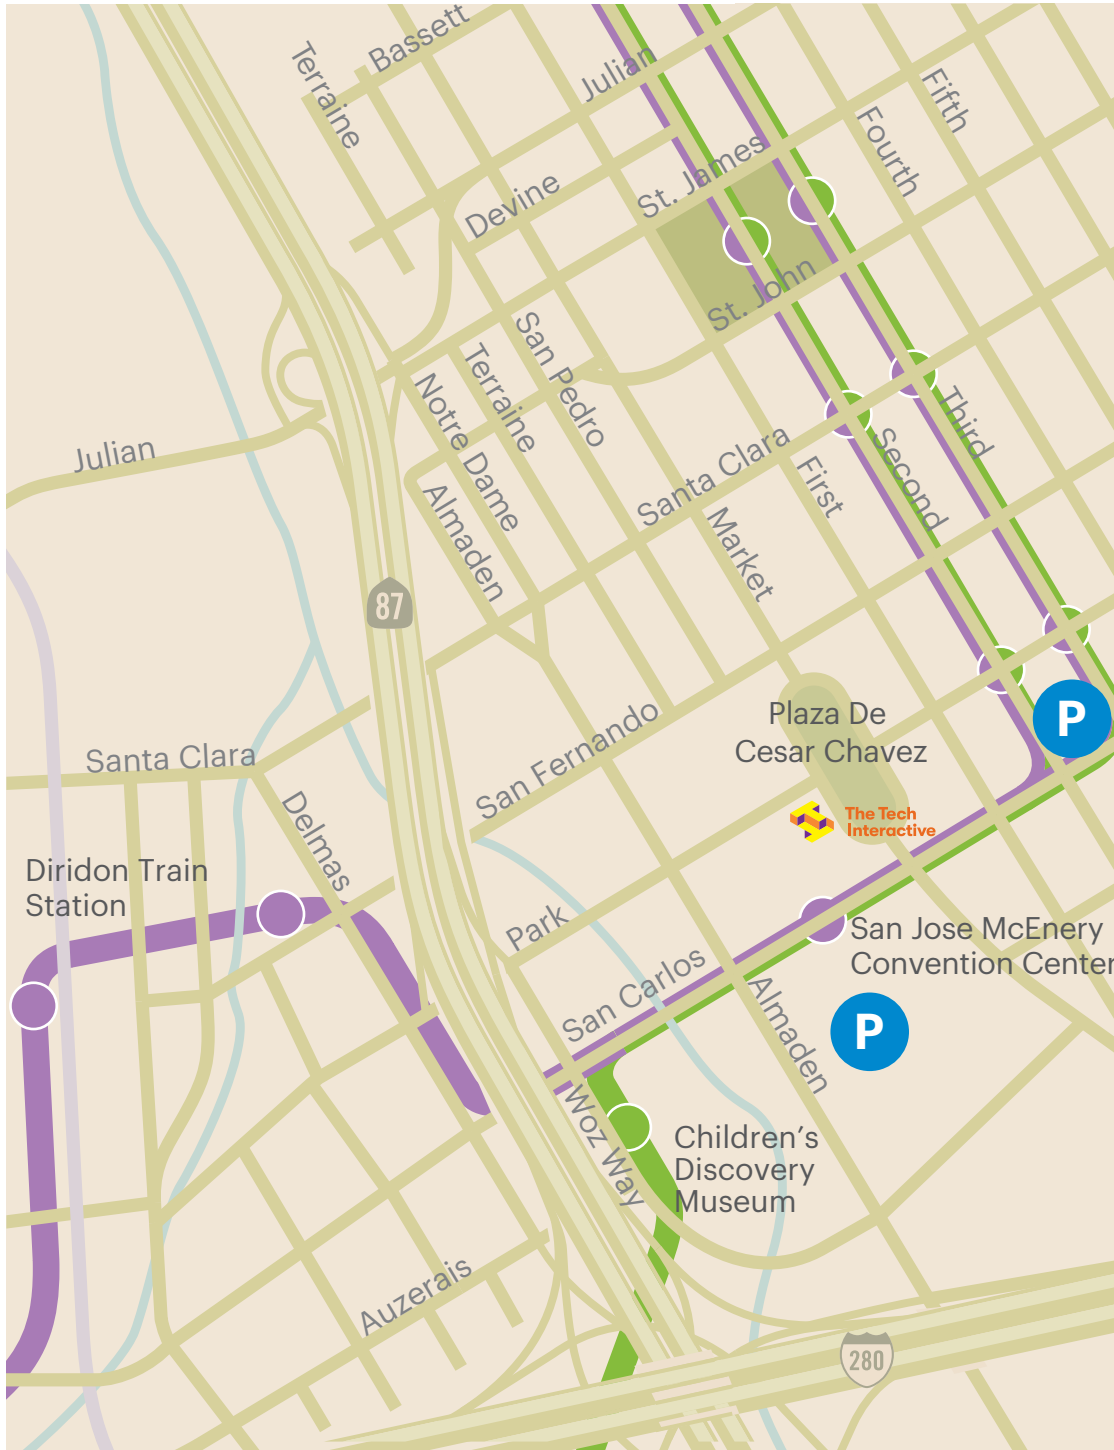 Bassett
Terraine
Julian
Fifth
Fourth
St. James
Devine
St. John
San Pedro
Terraine
Notre Dame
Third
Julian
Santa Clara
Second
First
Almaden
Market
87
Plaza De
Cesar Chavez
P
San Fernando
Santa Clara
Delmas
The Tech
Interactive
Diridon Train
Station
Park
San Jose McEnery
Convention Center
San Carlos
P
Almaden
Woz Way
Children’s
Discovery
Museum
Auzerais
280